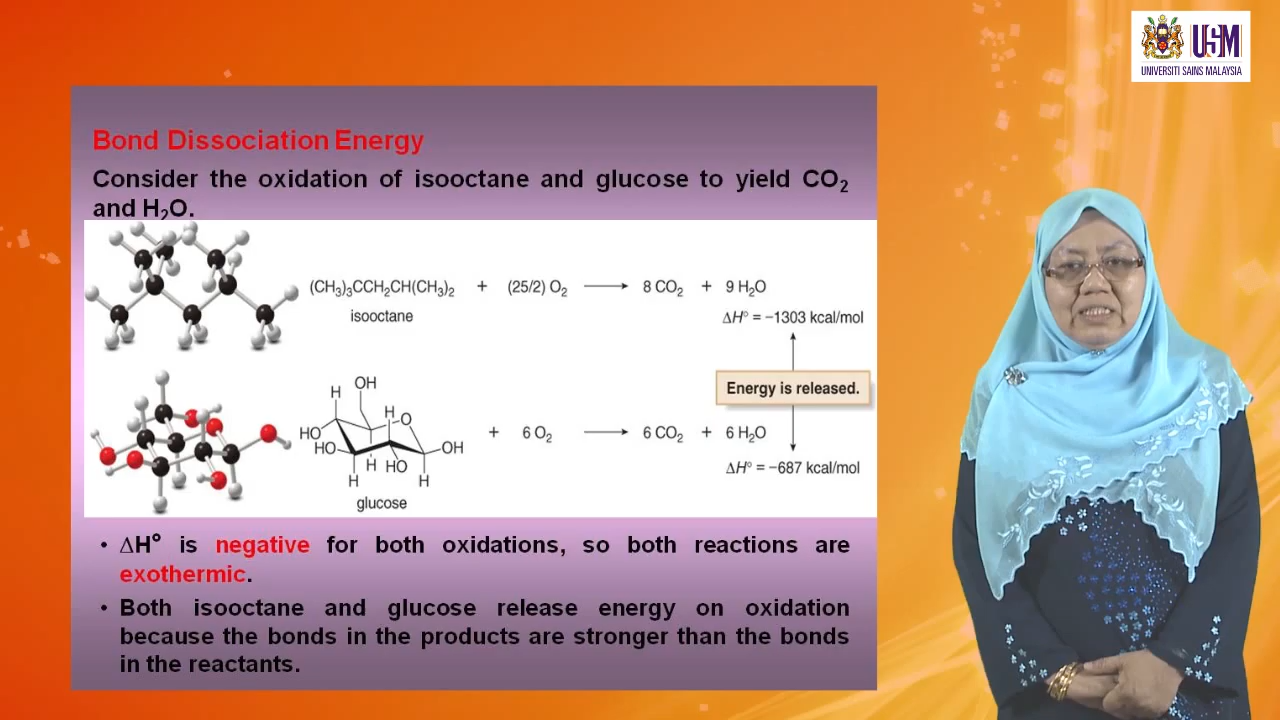 USM
UNIVERSITI SAINS MALAYSIA
Bond Dissociation Energy
Consider the oxidation of isooctane and glucose to yield CO₂
and H₂O.
(CH₃)₃CCH₂CH(CH₃)₂ + (25/2) O₂ ⟶ 8 CO₂ + 9 H₂O
isooctane
ΔH° = −1303 kcal/mol
Energy is released.
OH
H
H
O
HO
HO
OH
H
HO
H
H
+ 6 O₂ ⟶ 6 CO₂ + 6 H₂O
ΔH° = −687 kcal/mol
glucose
• ΔH° is negative for both oxidations, so both reactions are
exothermic.
• Both isooctane and glucose release energy on oxidation
because the bonds in the products are stronger than the bonds
in the reactants.